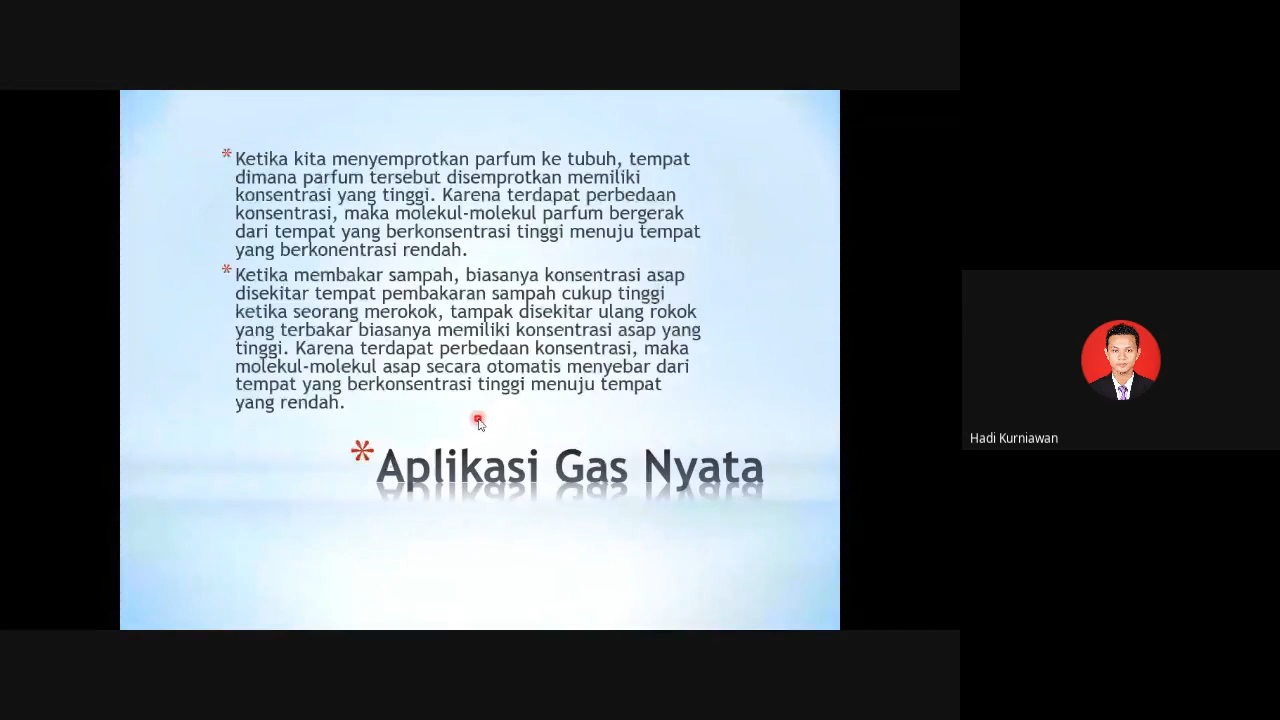 * Ketika kita menyemprotkan parfum ke tubuh, tempat
dimana parfum tersebut disemprotkan memiliki
konsentrasi yang tinggi. Karena terdapat perbedaan
konsentrasi, maka molekul-molekul parfum bergerak
dari tempat yang berkonsentrasi tinggi menuju tempat
yang berkonentrasi rendah.
* Ketika membakar sampah, biasanya konsentrasi asap
disekitar tempat pembakaran sampah cukup tinggi
ketika seorang merokok, tampak disekitar ulang rokok
yang terbakar biasanya memiliki konsentrasi asap yang
tinggi. Karena terdapat perbedaan konsentrasi, maka
molekul-molekul asap secara otomatis menyebar dari
tempat yang berkonsentrasi tinggi menuju tempat
yang rendah.
* Aplikasi Gas Nyata
Hadi Kurniawan